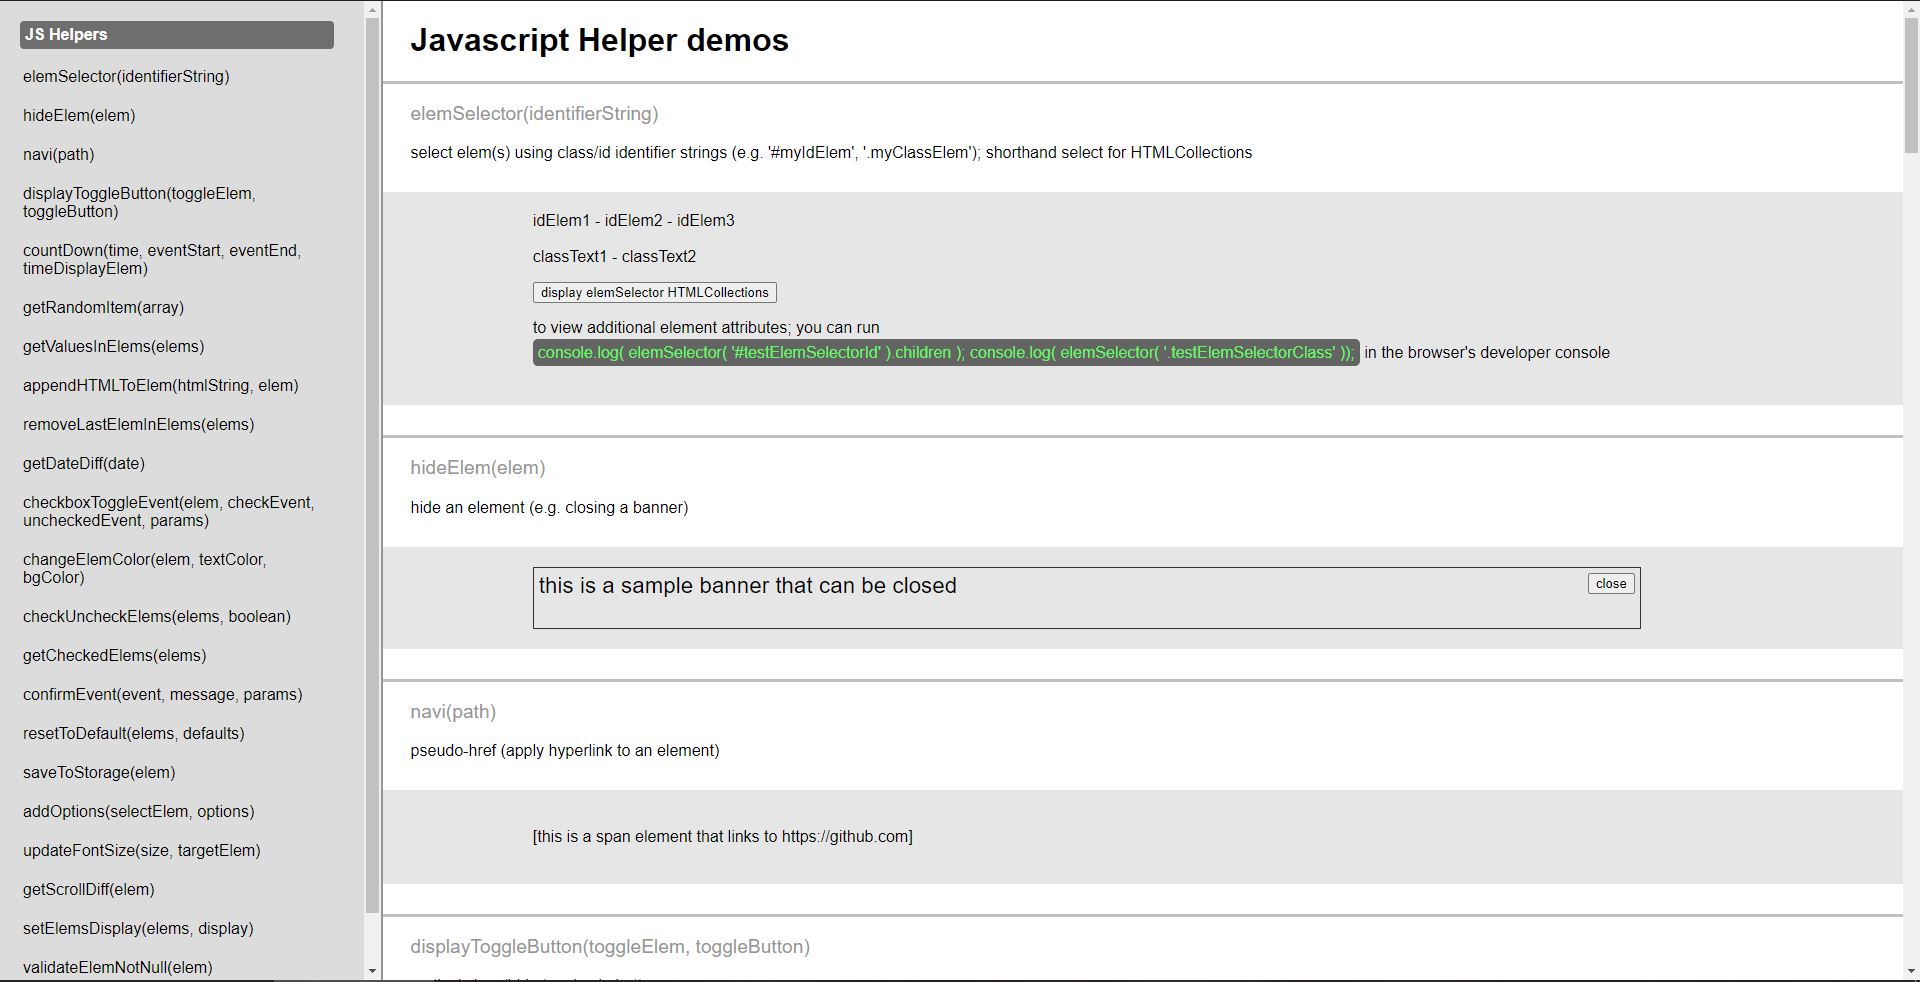 JS Helpers
elemSelector(identifierString)
hideElem(elem)
navi(path)
displayToggleButton(toggleElem,
toggleButton)
countDown(time, eventStart, eventEnd,
timeDisplayElem)
getRandomItem(array)
getValuesInElems(elems)
appendHTMLToElem(htmlString, elem)
removeLastElemInElems(elems)
getDateDiff(date)
checkboxToggleEvent(elem, checkEvent,
uncheckedEvent, params)
changeElemColor(elem, textColor,
bgColor)
checkUncheckElems(elems, boolean)
getCheckedElems(elems)
confirmEvent(event, message, params)
resetToDefault(elems, defaults)
saveToStorage(elem)
addOptions(selectElem, options)
updateFontSize(size, targetElem)
getScrollDiff(elem)
setElemsDisplay(elems, display)
validateElemNotNull(elem)
Javascript Helper demos
elemSelector(identifierString)
select elem(s) using class/id identifier strings (e.g. '#myIdElem', '.myClassElem'); shorthand select for HTMLCollections
idElem1 - idElem2 - idElem3
classText1 - classText2
display elemSelector HTMLCollections
to view additional element attributes; you can run
console.log( elemSelector( '#testElemSelectorId' ).children ); console.log( elemSelector( '.testElemSelectorClass' )); in the browser's developer console
hideElem(elem)
hide an element (e.g. closing a banner)
this is a sample banner that can be closed
close
navi(path)
pseudo-href (apply hyperlink to an element)
[this is a span element that links to https://github.com]
displayToggleButton(toggleElem, toggleButton)